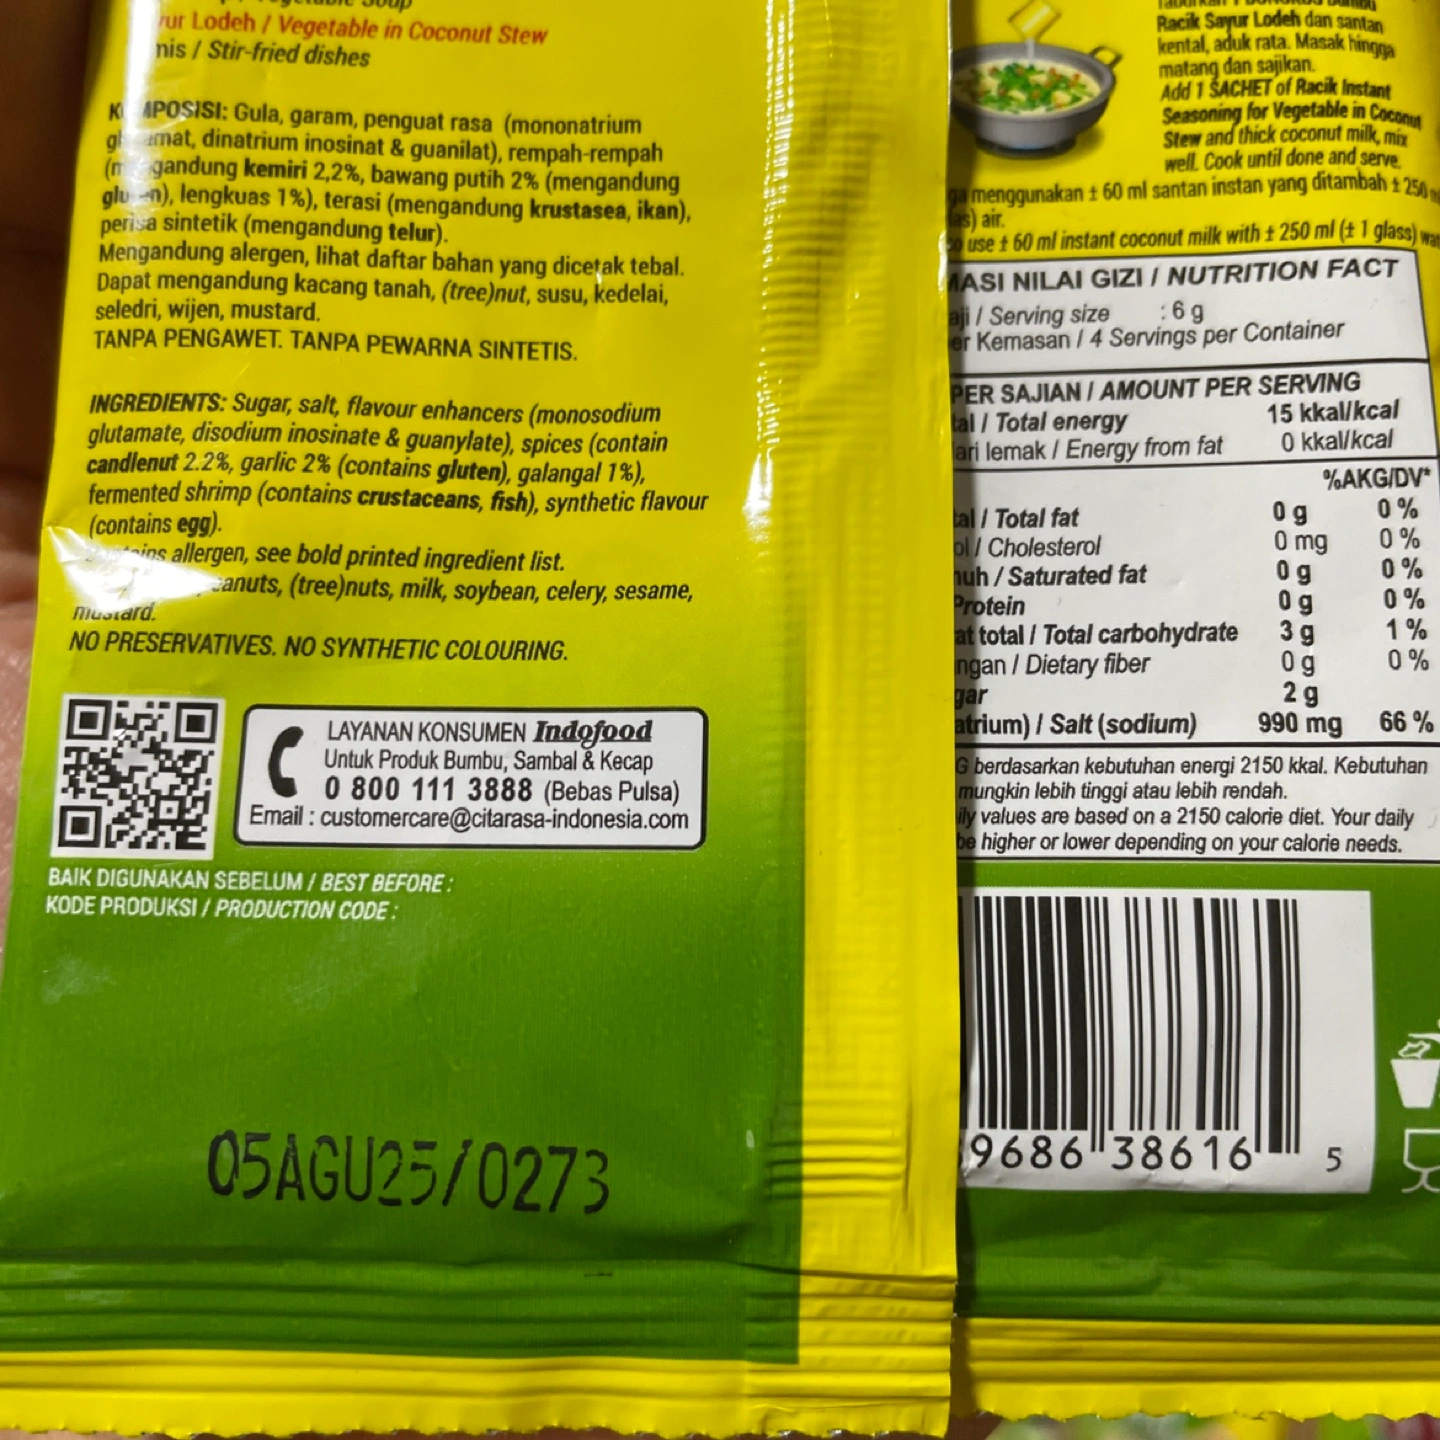 Lodeh / Vegetable in Coconut Stew
/ Stir-fried dishes
Gula, garam, penguat rasa (mononatrium
dinatrium inosinat & guanilat), rempah-rempah
kemiri 2,2%, bawang putih 2% (mengandung
lengkuas 1%), terasi (mengandung krustasea, ikan),
perisa sintetik (mengandung telur).
Mengandung alergen, lihat daftar bahan yang dicetak tebal.
Dapat mengandung kacang tanah, (tree)nut, susu, kedelai,
seledri, wijen, mustard.
TANPA PENGAWET. TANPA PEWARNA SINTETIS.
INGREDIENTS: Sugar, salt, flavour enhancers (monosodium
glutamate, disodium inosinate & guanylate), spices (contain
candlenut 2.2%, garlic 2% (contains gluten), galangal 1%),
fermented shrimp (contains crustaceans, fish), synthetic flavour
(contains egg).
allergen, see bold printed ingredient list.
(tree)nuts, milk, soybean, celery, sesame,
mustard.
NO PRESERVATIVES. NO SYNTHETIC COLOURING.
LAYANAN KONSUMEN Indofood
Untuk Produk Bumbu, Sambal & Kecap
0 800 111 3888 (Bebas Pulsa)
Email : customercare@citarasa-indonesia.com
BAIK DIGUNAKAN SEBELUM / BEST BEFORE :
KODE PRODUKSI / PRODUCTION CODE :
05AGU25/0273
Racik Sayur Lodeh dan santan
kental, aduk rata. Masak hingga
matang dan sajikan.
Add 1 SACHET of Racik Instant
Seasoning for Vegetable in Coconut
Stew and thick coconut milk, mix
well. Cook until done and serve.
menggunakan ± 60 ml santan instan yang ditambah ± 250
air.
use ± 60 ml instant coconut milk with ± 250 ml (± 1 glass)
NILAI GIZI / NUTRITION FACT
/ Serving size : 6 g
Kemasan / 4 Servings per Container
PER SAJIAN / AMOUNT PER SERVING
/ Total energy 15 kkal/kcal
lemak / Energy from fat 0 kkal/kcal
%AKG/DV*
/ Total fat 0 g 0 %
/ Cholesterol 0 mg 0 %
/ Saturated fat 0 g 0 %
Protein 0 g 0 %
total / Total carbohydrate 3 g 1 %
/ Dietary fiber 0 g 0 %
2 g
/ Salt (sodium) 990 mg 66 %
berdasarkan kebutuhan energi 2150 kkal. Kebutuhan
mungkin lebih tinggi atau lebih rendah.
values are based on a 2150 calorie diet. Your daily
be higher or lower depending on your calorie needs.
9686 38616 5